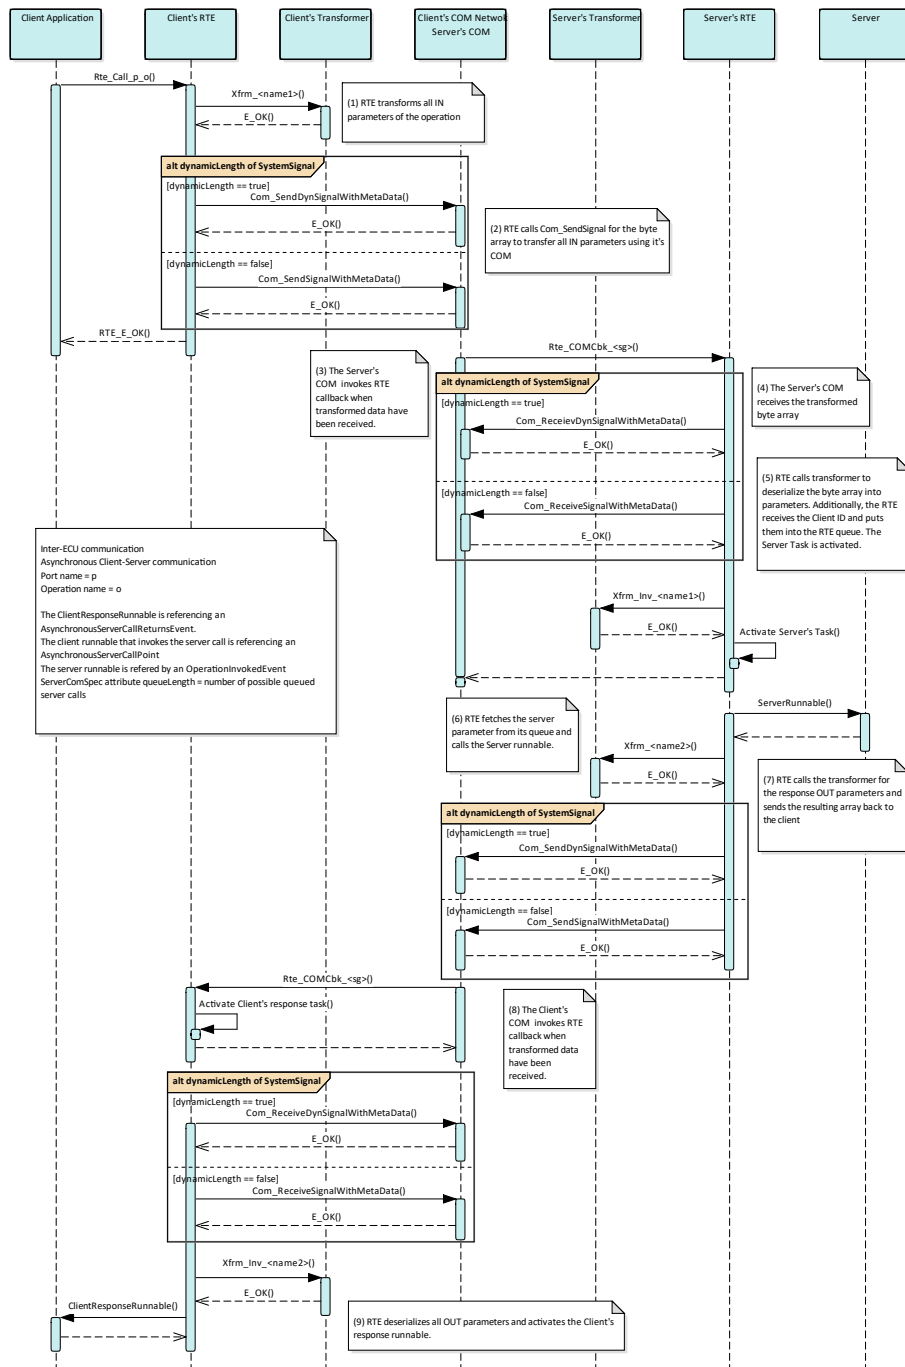 Client Application
Client's RTE
Client's Transformer
Client's COM Netwok
Server's COM
Server's Transformer
Server's RTE
Server
Rte_Call_p_o()
Xfrm_<name1>()
E_OK()
(1) RTE transforms all IN
parameters of the operation
alt dynamicLength of SystemSignal
[dynamicLength == true]
Com_SendDynSignalWithMetaData()
E_OK()
[dynamicLength == false]
Com_SendSignalWithMetaData()
E_OK()
(2) RTE calls Com_SendSignal for the byte
array to transfer all IN parameters using it's
COM
RTE_E_OK()
Rte_COMCbk_<sg>()
(3) The Server's
COM invokes RTE
callback when
transformed data have
been received.
alt dynamicLength of SystemSignal
[dynamicLength == true]
Com_ReceievDynSignalWithMetaData()
E_OK()
[dynamicLength == false]
Com_ReceiveSignalWithMetaData()
E_OK()
(4) The Server's COM
receives the transformed
byte array
(5) RTE calls transformer to
deserialize the byte array into
parameters. Additionally, the RTE
receives the Client ID and puts
them into the RTE queue. The
Server Task is activated.
Inter-ECU communication
Asynchronous Client-Server communication
Port name = p
Operation name = o
The ClientResponseRunnable is referencing an
AsynchronousServerCallReturnsEvent.
The client runnable that invokes the server call is referencing an
AsynchronousServerCallPoint
The server runnable is refered by an OperationInvokedEvent
ServerComSpec attribute queueLength = number of possible queued
server calls
Xfrm_Inv_<name1>()
E_OK()
Activate Server's Task()
(6) RTE fetches the server
parameter from its queue and
calls the Server runnable.
ServerRunnable()
Xfrm_<name2>()
E_OK()
(7) RTE calls the transformer for
the response OUT parameters and
sends the resulting array back to
the client
alt dynamicLength of SystemSignal
[dynamicLength == true]
Com_SendDynSignalWithMetaData()
E_OK()
[dynamicLength == false]
Com_SendSignalWithMetaData()
E_OK()
Rte_COMCbk_<sg>()
Activate Client's response task()
(8) The Client's
COM invokes RTE
callback when
transformed data
have been
received.
alt dynamicLength of SystemSignal
[dynamicLength == true]
Com_ReceiveDynSignalWithMetaData()
E_OK()
[dynamicLength == false]
Com_ReceiveSignalWithMetaData()
E_OK()
Xfrm_Inv_<name2>()
E_OK()
ClientResponseRunnable()
(9) RTE deserializes all OUT parameters and activates the Client's
response runnable.